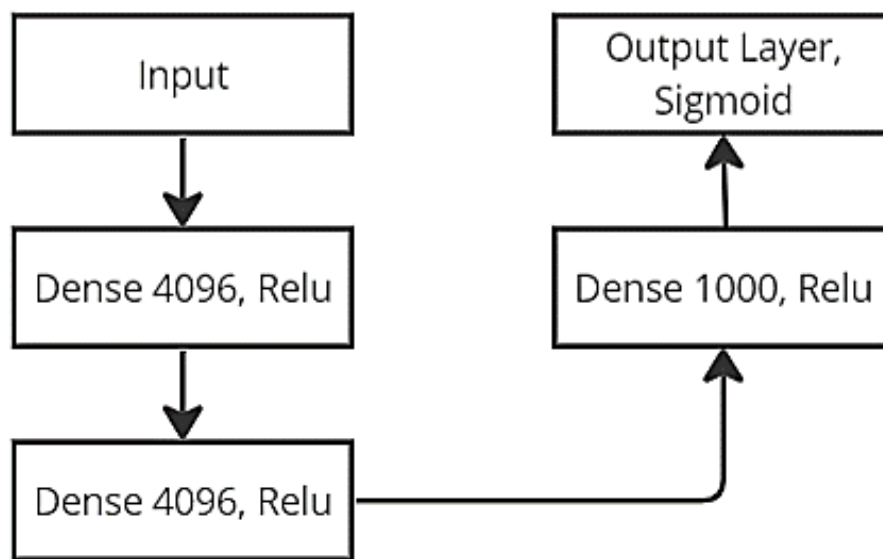 Input
Dense 4096, Relu
Dense 4096, Relu
Dense 1000, Relu
Output Layer,
Sigmoid